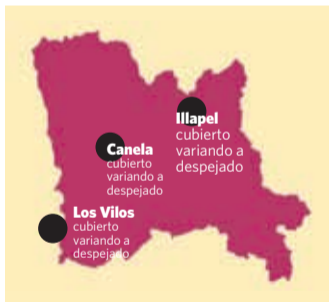 Illapel
cubierto
variando a
despejado
Canela
cubierto
variando a
despejado
Los Vilos
cubierto
variando a
despejado